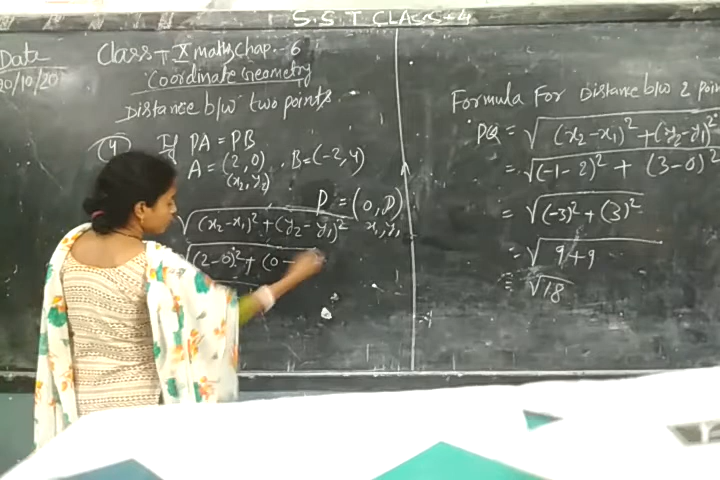 S.S.T CLASS-4
Date
20/10/20
Class - X maths chap. 6
Coordinate Geometry
Distance b/w two points.
(4) If PA = PB
A = (2, 0) , B = (-2, 4)
(x₂, y₂)
P = (0, P)
x₁, y₁
√(x₂-x₁)² + (y₂-y₁)²
√(2-0)² + (0-
Formula For Distance b/w 2 poin
PQ = √(x₂-x₁)² + (y₂-y₁)²
= √(-1-2)² + (3-0)²
= √(-3)² + (3)²
= √9+9
= √18